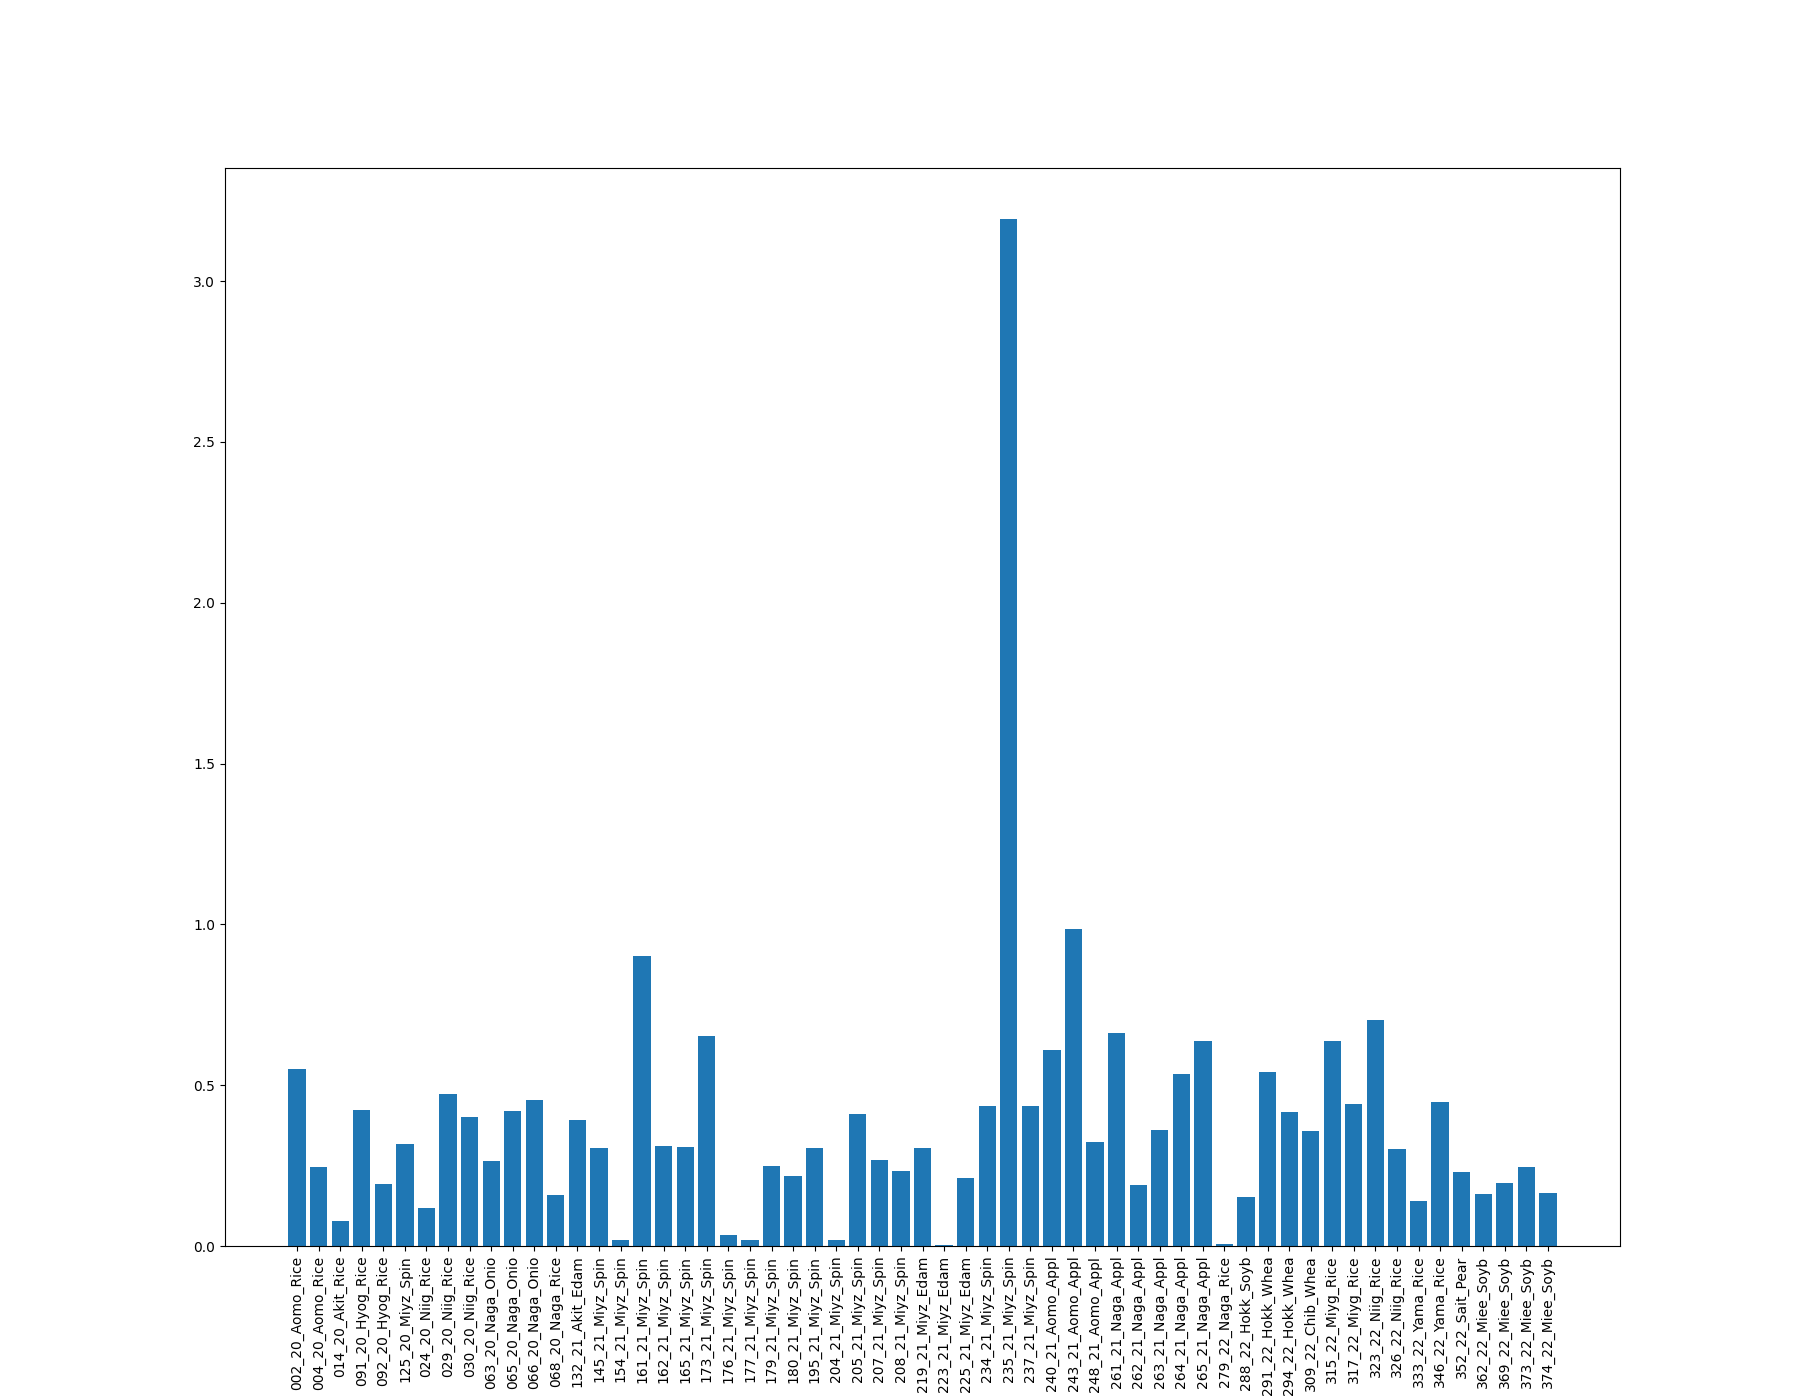 3.0
2.5
2.0
1.5
1.0
0.5
0.0
002_20_Aomo_Rice
004_20_Aomo_Rice
014_20_Akit_Rice
091_20_Hyog_Rice
092_20_Hyog_Rice
125_20_Miyz_Spin
024_20_Niig_Rice
029_20_Niig_Rice
030_20_Niig_Rice
063_20_Naga_Onio
065_20_Naga_Onio
066_20_Naga_Onio
068_20_Naga_Rice
132_21_Akit_Edam
145_21_Miyz_Spin
154_21_Miyz_Spin
161_21_Miyz_Spin
162_21_Miyz_Spin
165_21_Miyz_Spin
173_21_Miyz_Spin
176_21_Miyz_Spin
177_21_Miyz_Spin
179_21_Miyz_Spin
180_21_Miyz_Spin
195_21_Miyz_Spin
204_21_Miyz_Spin
205_21_Miyz_Spin
207_21_Miyz_Spin
208_21_Miyz_Spin
219_21_Miyz_Edam
223_21_Miyz_Edam
225_21_Miyz_Edam
234_21_Miyz_Spin
235_21_Miyz_Spin
237_21_Miyz_Spin
240_21_Aomo_Appl
243_21_Aomo_Appl
248_21_Aomo_Appl
261_21_Naga_Appl
262_21_Naga_Appl
263_21_Naga_Appl
264_21_Naga_Appl
265_21_Naga_Appl
279_22_Naga_Rice
288_22_Hokk_Soyb
291_22_Hokk_Whea
294_22_Hokk_Whea
309_22_Chib_Whea
315_22_Miyg_Rice
317_22_Miyg_Rice
323_22_Niig_Rice
326_22_Niig_Rice
333_22_Yama_Rice
346_22_Yama_Rice
352_22_Sait_Pear
362_22_Miee_Soyb
369_22_Miee_Soyb
373_22_Miee_Soyb
374_22_Miee_Soyb